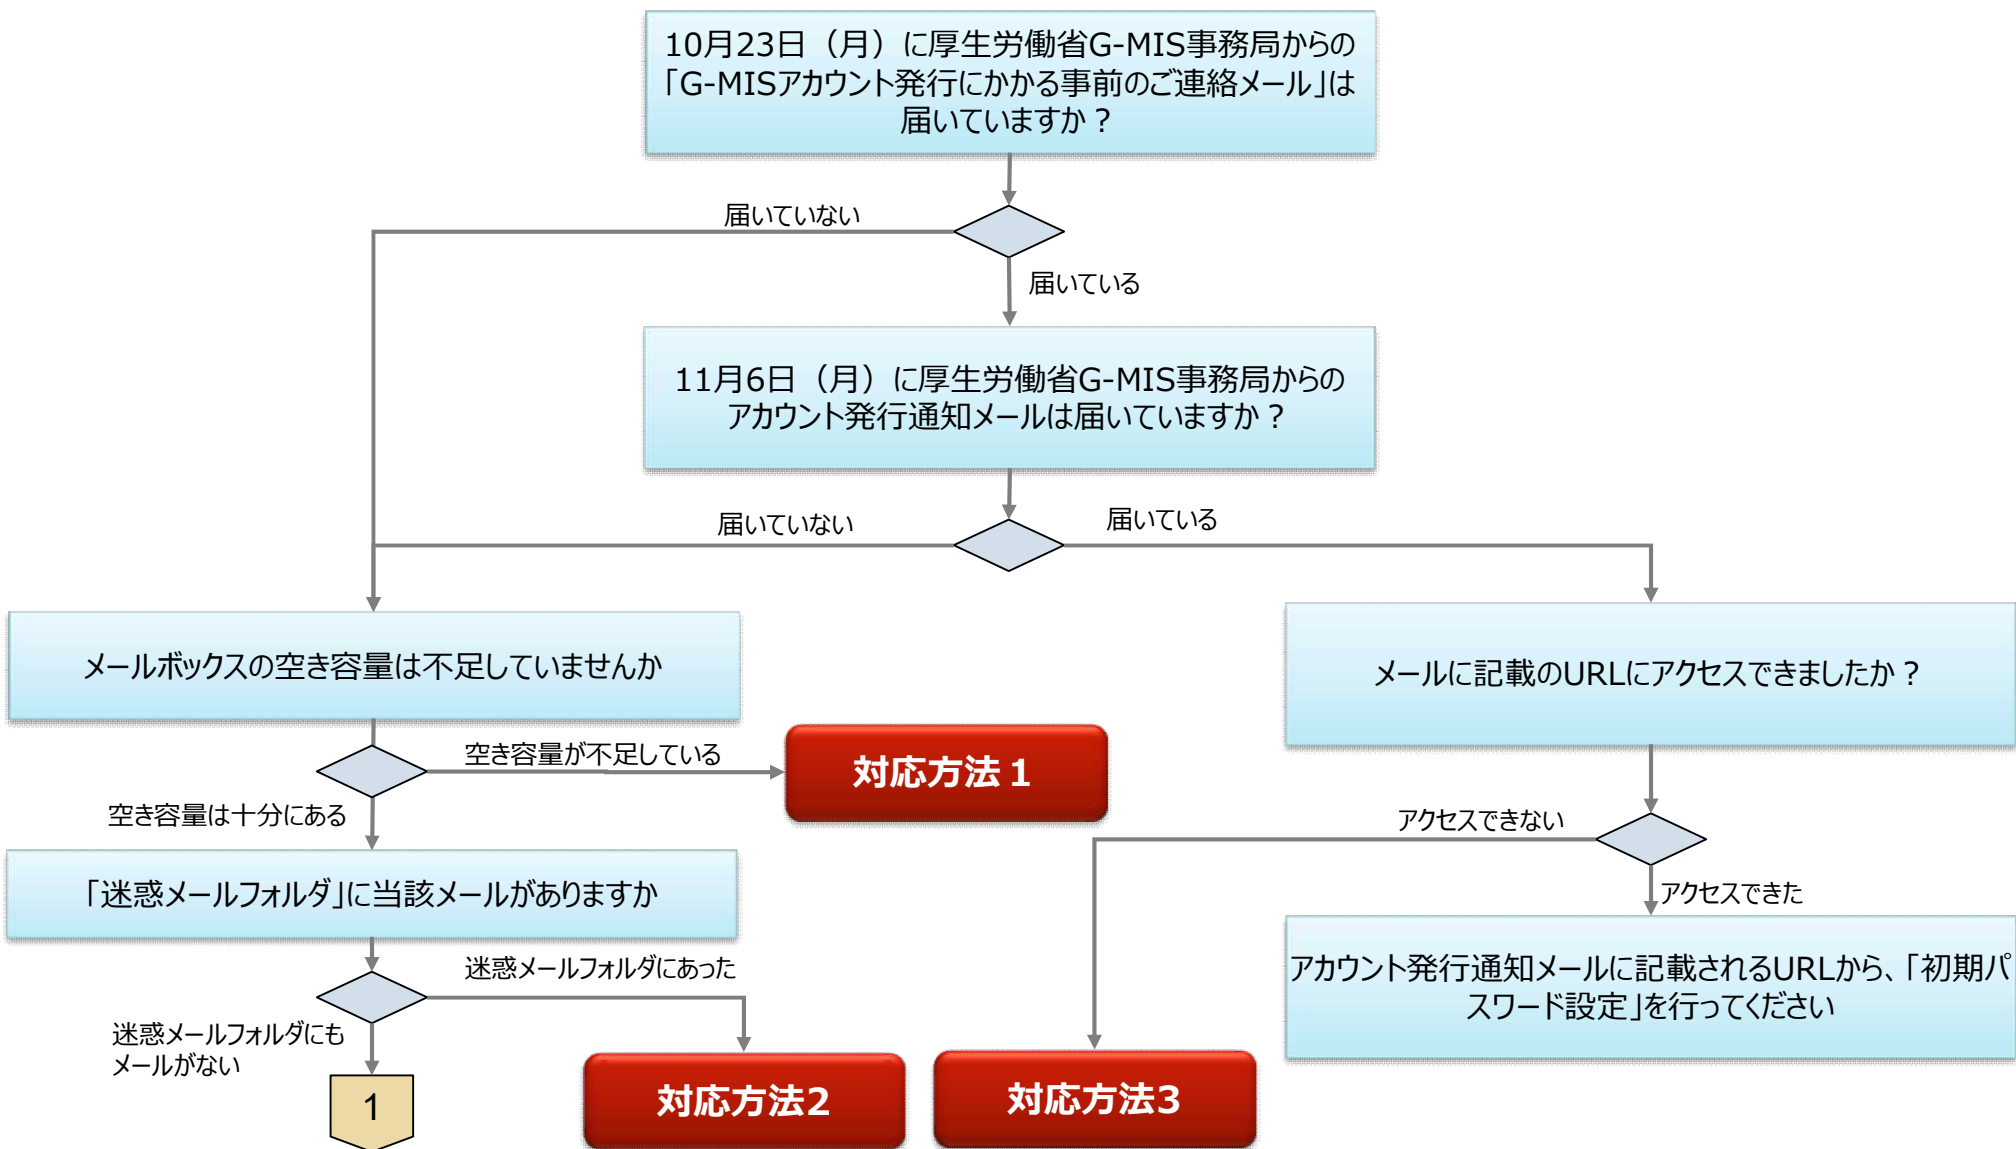 10月23日（月）に厚生労働省G-MIS事務局からの
「G-MISアカウント発行にかかる事前のご連絡メール」は
届いていますか？
届いていない
届いている
11月6日（月）に厚生労働省G-MIS事務局からの
アカウント発行通知メールは届いていますか？
届いていない
届いている
メールボックスの空き容量は不足していませんか
メールに記載のURLにアクセスできましたか？
空き容量が不足している
対応方法１
空き容量は十分にある
アクセスできない
「迷惑メールフォルダ」に当該メールがありますか
アクセスできた
アカウント発行通知メールに記載されるURLから、「初期パ
スワード設定」を行ってください
迷惑メールフォルダにあった
迷惑メールフォルダにも
メールがない
1
対応方法2
対応方法3